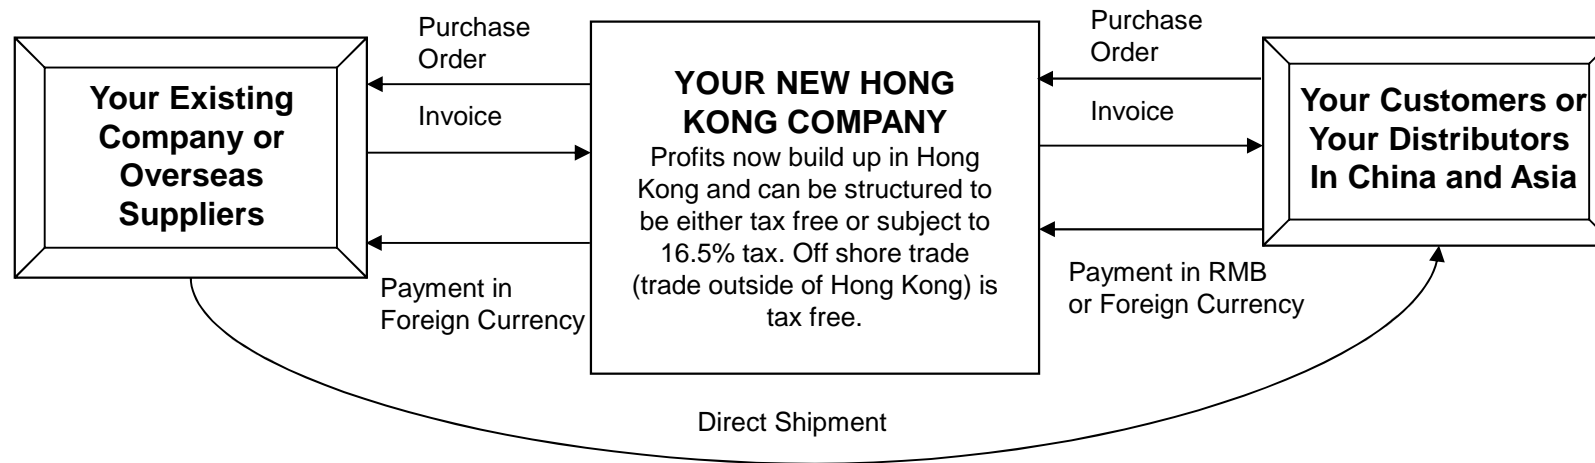 Purchase
Order
Invoice
Your Existing
Company or
Overseas
Suppliers
Payment in
Foreign Currency
YOUR NEW HONG
KONG COMPANY
Profits now build up in Hong
Kong and can be structured to
be either tax free or subject to
16.5% tax. Off shore trade
(trade outside of Hong Kong) is
tax free.
Purchase
Order
Invoice
Your Customers or
Your Distributors
In China and Asia
Payment in RMB
or Foreign Currency
Direct Shipment